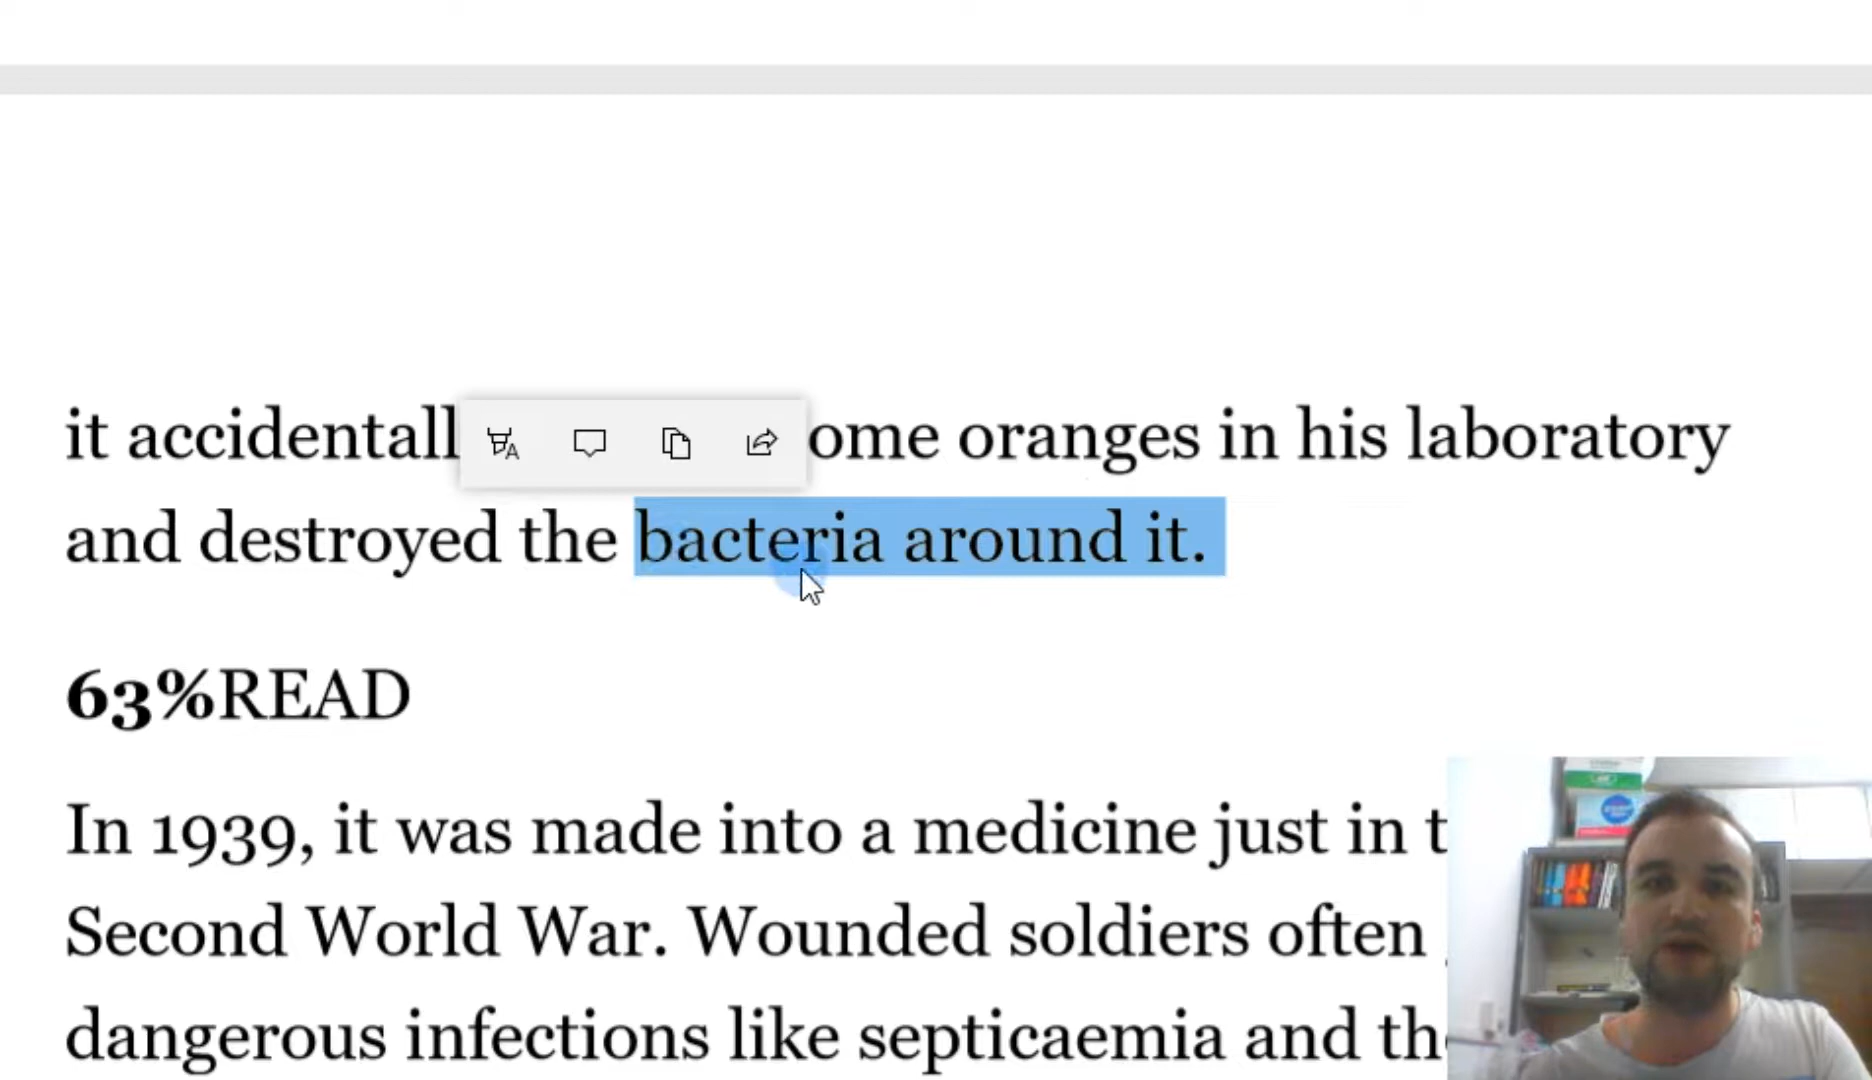 it accidentall ome oranges in his laboratory
and destroyed the bacteria around it.
63%READ
In 1939, it was made into a medicine just in t
Second World War. Wounded soldiers often
dangerous infections like septicaemia and th